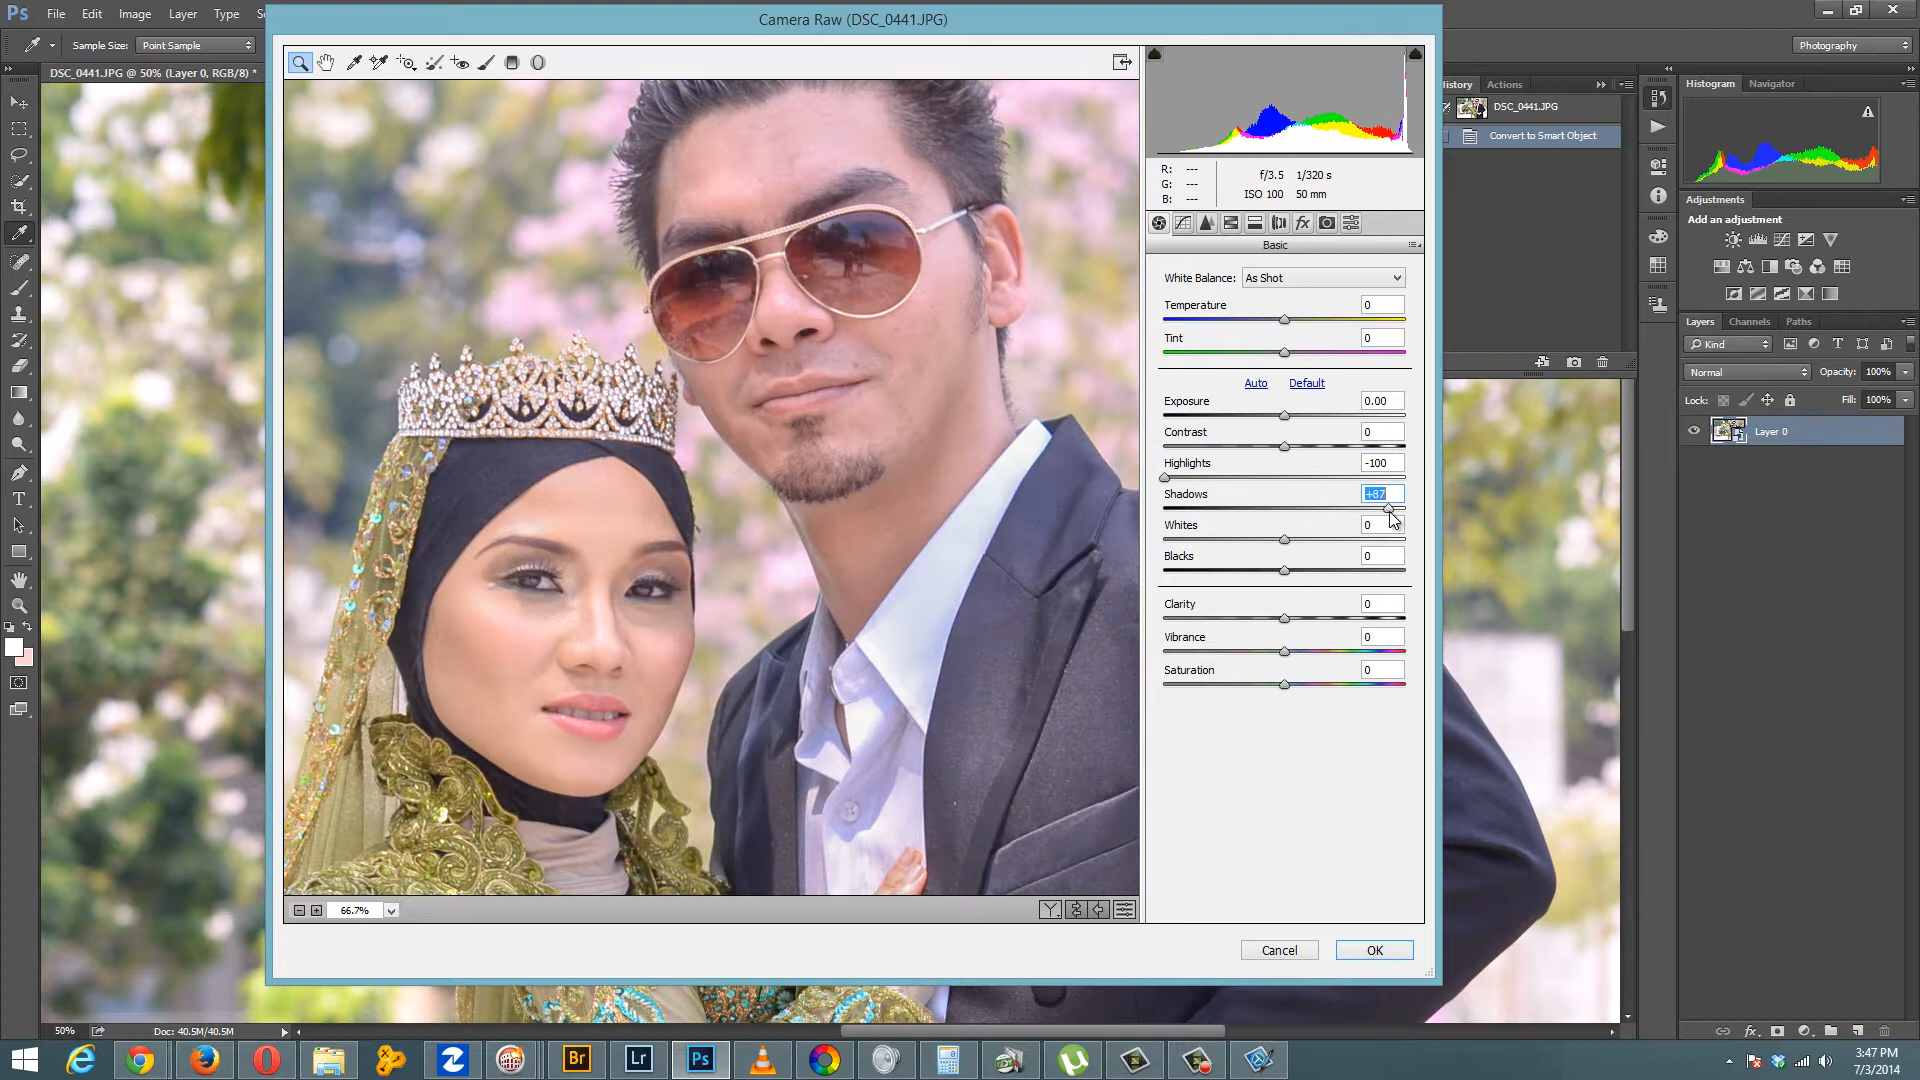 Ps File Edit Image Layer Type
Camera Raw (DSC_0441.JPG)
Sample Size: Point Sample
Photography
DSC_0441.JPG @ 50% (Layer 0, RGB/8) *
Actions
Histogram Navigator
DSC_0441.JPG
Convert to Smart Object
R: ---
G: ---
B: ---
f/3.5 1/320 s
ISO 100 50 mm
Basic
White Balance: As Shot
Temperature 0
Tint 0
Auto Default
Exposure 0.00
Contrast 0
Highlights -100
Shadows +87
Whites 0
Blacks 0
Clarity 0
Vibrance 0
Saturation 0
Adjustments
Add an adjustment
Layers Channels Paths
Kind
Normal Opacity: 100%
Lock: Fill: 100%
Layer 0
66.7%
Cancel OK
50% Doc: 40.5M/40.5M
Br Lr Ps
3:47 PM
7/3/2014